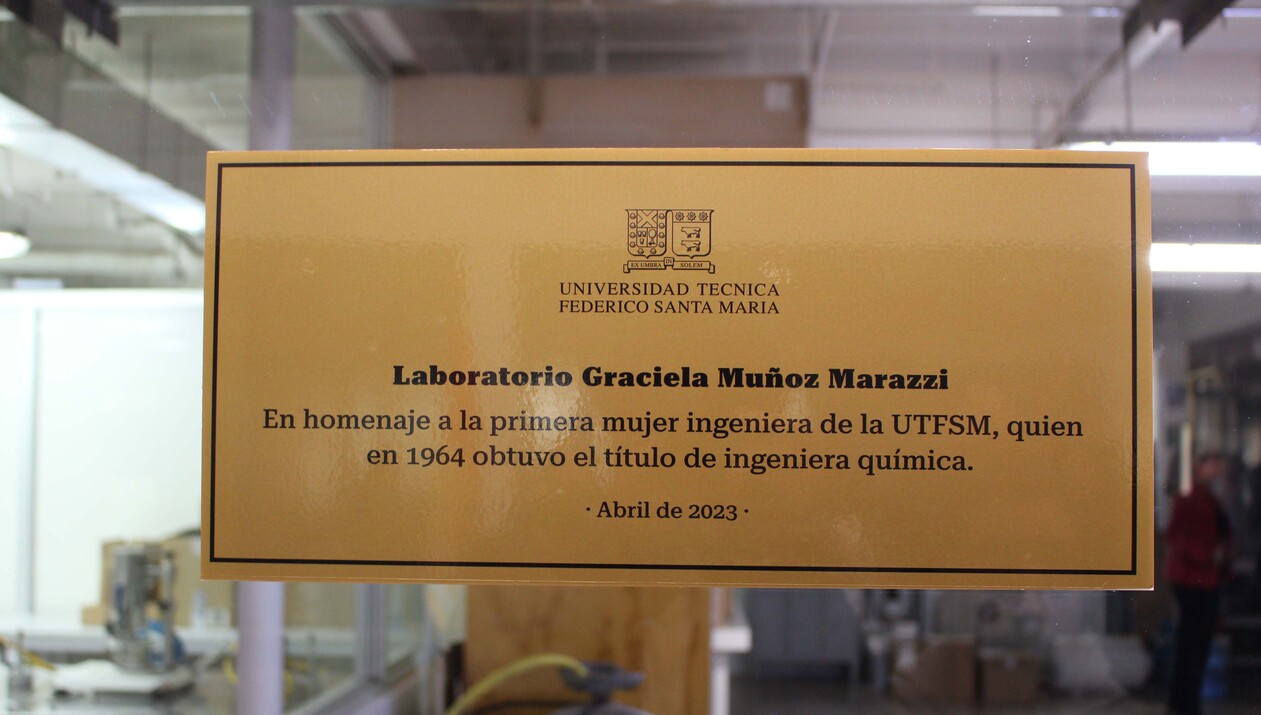 EX UMBRA IN SOLEM
UNIVERSIDAD TECNICA
FEDERICO SANTA MARIA
Laboratorio Graciela Muñoz Marazzi
En homenaje a la primera mujer ingeniera de la UTFSM, quien
en 1964 obtuvo el título de ingeniera química.
· Abril de 2023 ·